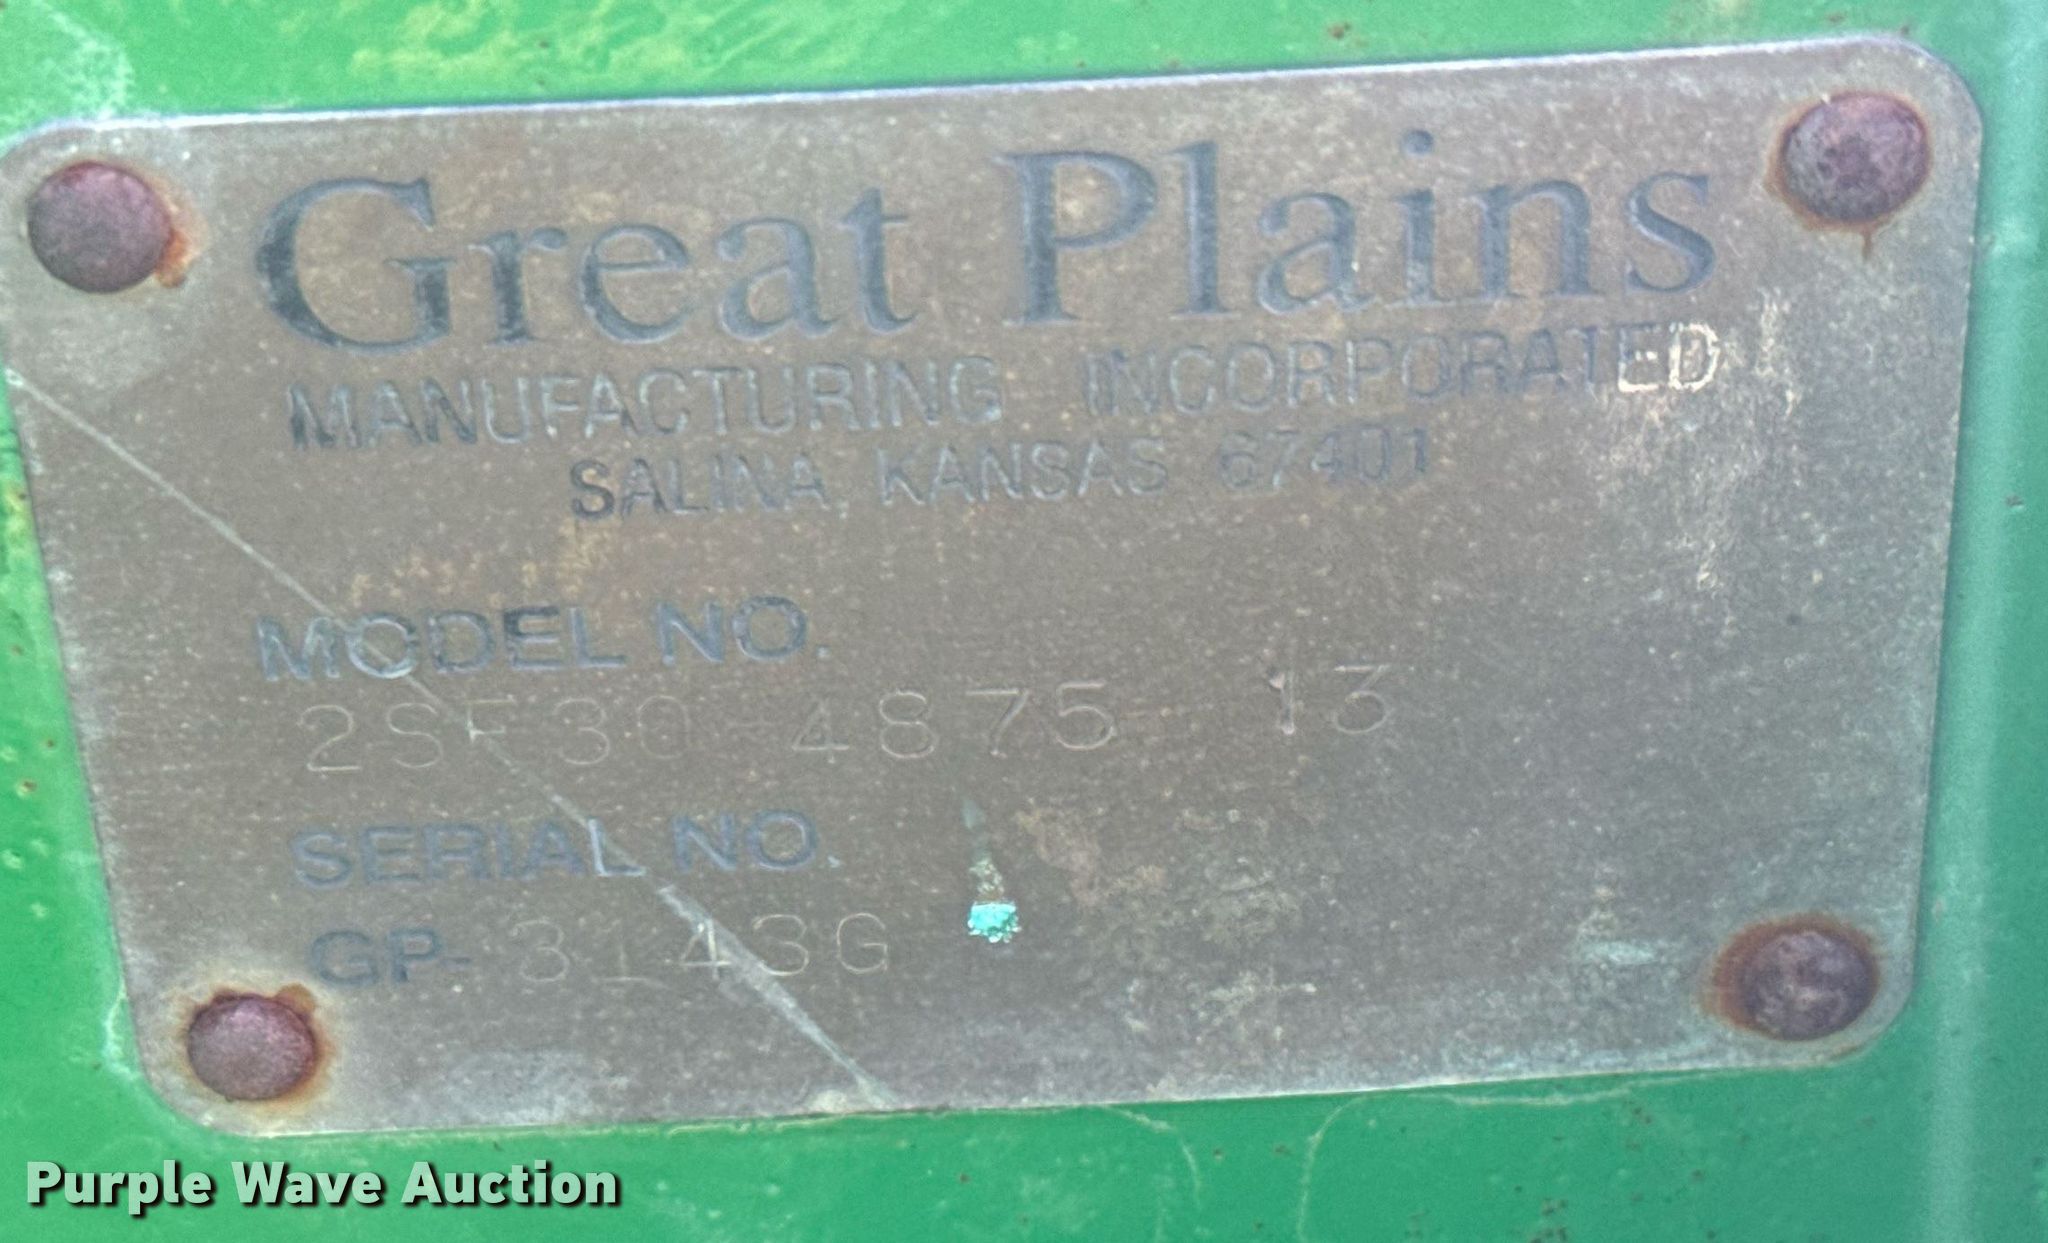 Great Plains
MANUFACTURING INCORPORATED
SALINA, KANSAS 67401
MODEL NO.
2SF30-4875 13
SERIAL NO.
GP-3143G
Purple Wave Auction